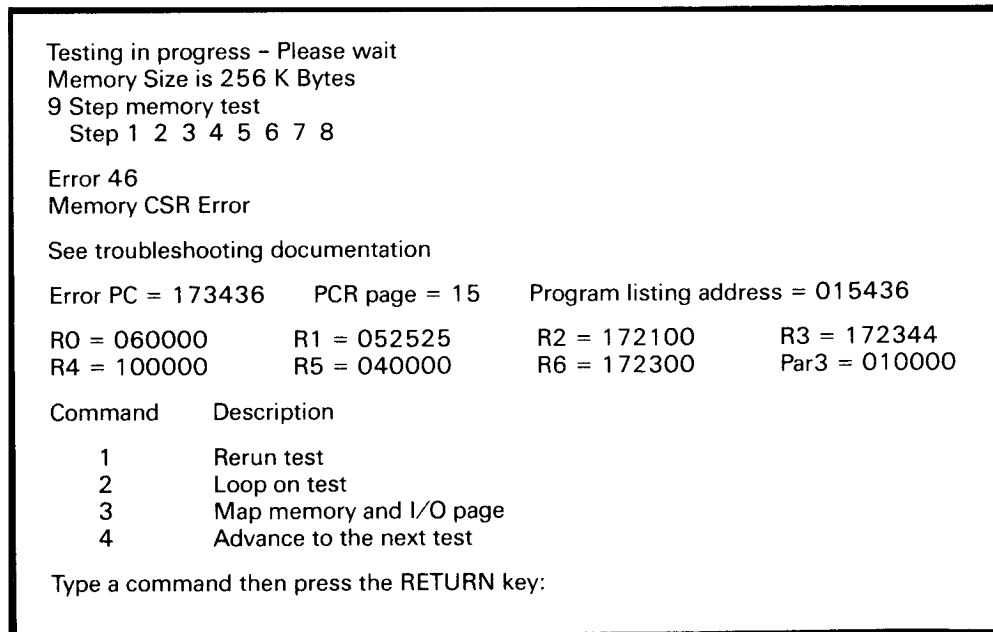 Testing in progress – Please wait
Memory Size is 256 K Bytes
9 Step memory test
Step 1 2 3 4 5 6 7 8
Error 46
Memory CSR Error
See troubleshooting documentation
Error PC = 173436 PCR page = 15 Program listing address = 015436
R0 = 060000 R1 = 052525 R2 = 172100 R3 = 172344
R4 = 100000 R5 = 040000 R6 = 172300 Par3 = 010000
Command Description
1 Rerun test
2 Loop on test
3 Map memory and I/O page
4 Advance to the next test
Type a command then press the RETURN key: